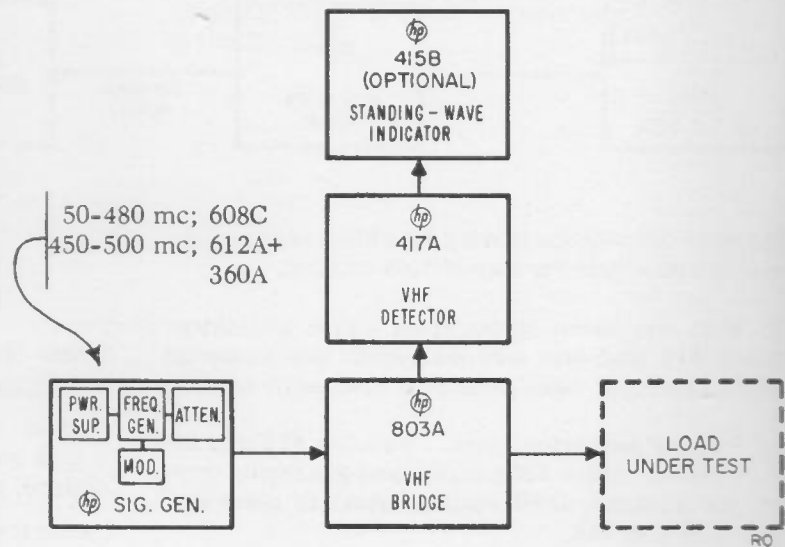 hp
415B
(OPTIONAL)
STANDING-WAVE
INDICATOR
50-480 mc; 608C
450-500 mc; 612A+
360A
hp
417A
VHF
DETECTOR
PWR.
SUP.
FREQ.
GEN.
ATTEN.
MOD.
hp SIG. GEN.
hp
803A
VHF
BRIDGE
LOAD
UNDER TEST
RO